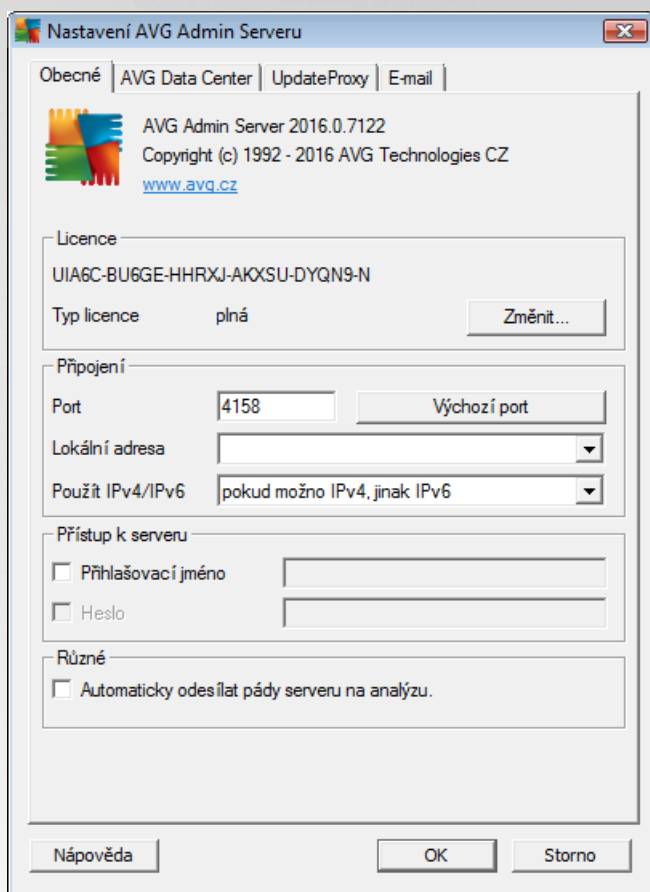 Nastavení AVG Admin Serveru
Obecné AVG Data Center UpdateProxy E-mail
AVG Admin Server 2016.0.7122
Copyright (c) 1992 - 2016 AVG Technologies CZ
www.avg.cz
Licence
UIA6C-BU6GE-HHRXJ-AKXSU-DYQN9-N
Typ licence plná Změnit...
Připojení
Port 4158 Výchozí port
Lokální adresa
Použít IPv4/IPv6 pokud možno IPv4, jinak IPv6
Přístup k serveru
Přihlašovací jméno
Heslo
Různé
Automaticky odesílat pády serveru na analýzu.
Nápověda OK Storno